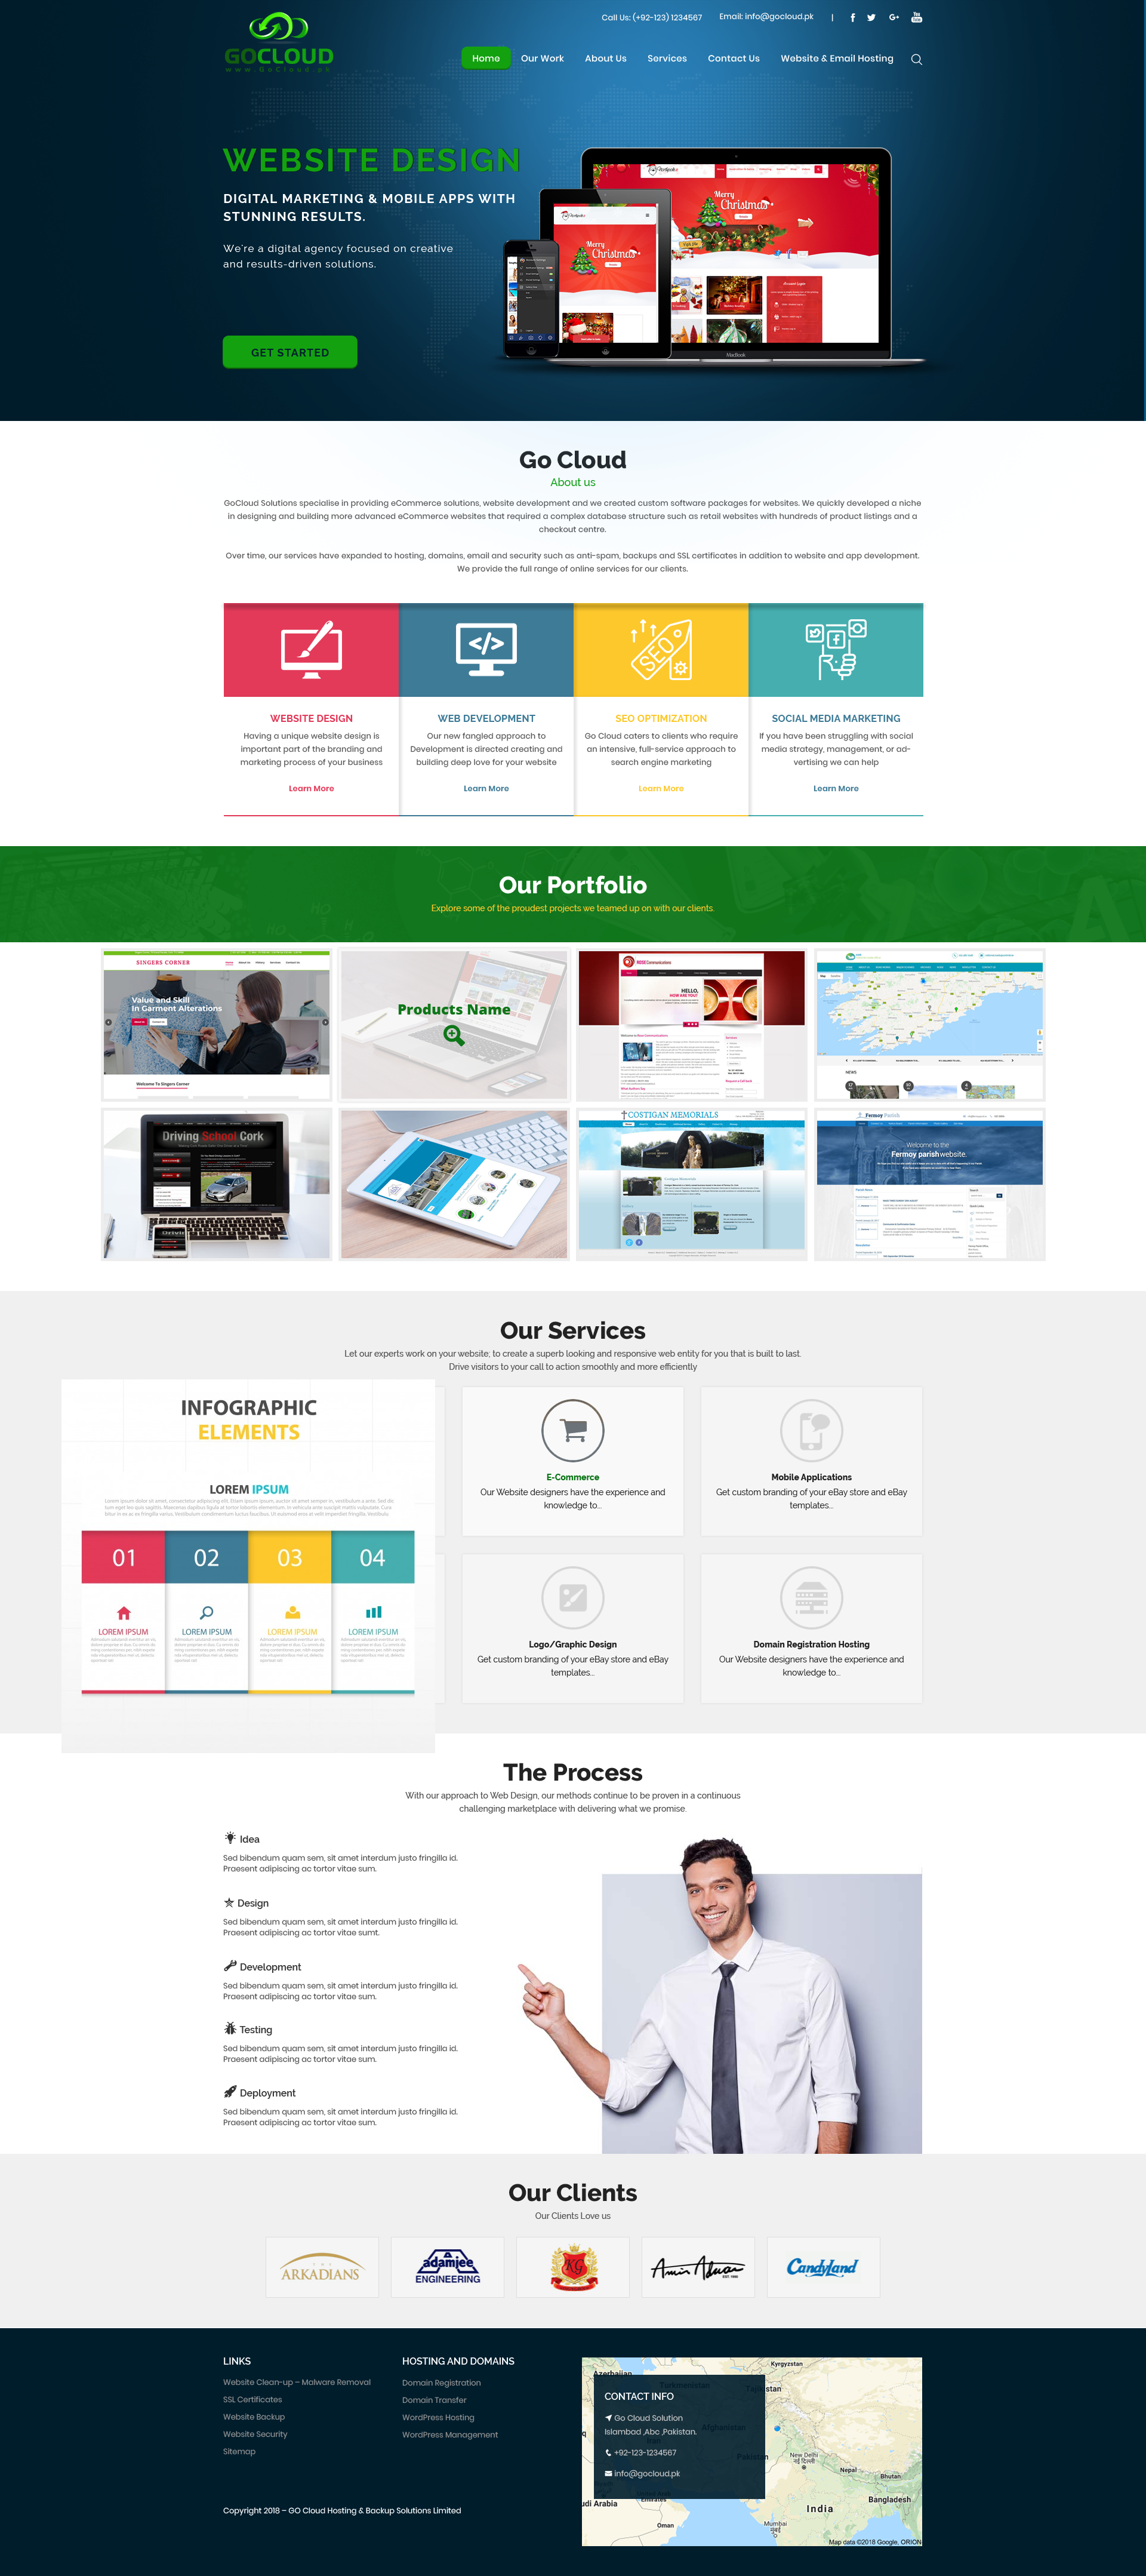 Call Us: (+92-123) 1234567
Email: info@gocloud.pk
|
GOCLOUD
www.GoCloud.pk
Home
Our Work
About Us
Services
Contact Us
Website & Email Hosting
WEBSITE DESIGN
DIGITAL MARKETING & MOBILE APPS WITH
STUNNING RESULTS.
We're a digital agency focused on creative
and results-driven solutions.
GET STARTED
Merry
Christmas
Merry
Christmas
MacBook
Go Cloud
About us
GoCloud Solutions specialise in providing eCommerce solutions, website development and we created custom software packages for websites. We quickly developed a niche
in designing and building more advanced eCommerce websites that required a complex database structure such as retail websites with hundreds of product listings and a
checkout centre.
Over time, our services have expanded to hosting, domains, email and security such as anti-spam, backups and SSL certificates in addition to website and app development.
We provide the full range of online services for our clients.
</>
SEO
WEBSITE DESIGN
Having a unique website design is
important part of the branding and
marketing process of your business
Learn More
WEB DEVELOPMENT
Our new fangled approach to
Development is directed creating and
building deep love for your website
Learn More
SEO OPTIMIZATION
Go Cloud caters to clients who require
an intensive, full-service approach to
search engine marketing
Learn More
SOCIAL MEDIA MARKETING
If you have been struggling with social
media strategy, management, or ad-
vertising we can help
Learn More
Our Portfolio
Explore some of the proudest projects we teamed up on with our clients.
SINGERS CORNER
Value and Skill
In Garment Alterations
Welcome To Singers Corner
Products Name
HELLO,
HOW ARE YOU?
NEWS
Driving School Cork
COSTIGAN MEMORIALS
Fermoy Parish
Welcome to the
Fermoy parish website.
Our Services
Let our experts work on your website; to create a superb looking and responsive web entity for you that is built to last.
Drive visitors to your call to action smoothly and more efficiently
INFOGRAPHIC
ELEMENTS
LOREM IPSUM
01
02
03
04
LOREM IPSUM
LOREM IPSUM
LOREM IPSUM
LOREM IPSUM
E-Commerce
Our Website designers have the experience and
knowledge to...
Mobile Applications
Get custom branding of your eBay store and eBay
templates...
Logo/Graphic Design
Get custom branding of your eBay store and eBay
templates...
Domain Registration Hosting
Our Website designers have the experience and
knowledge to...
The Process
With our approach to Web Design, our methods continue to be proven in a continuous
challenging marketplace with delivering what we promise.
Idea
Sed bibendum quam sem, sit amet interdum justo fringilla id.
Praesent adipiscing ac tortor vitae sum.
Design
Sed bibendum quam sem, sit amet interdum justo fringilla id.
Praesent adipiscing ac tortor vitae sumt.
Development
Sed bibendum quam sem, sit amet interdum justo fringilla id.
Praesent adipiscing ac tortor vitae sum.
Testing
Sed bibendum quam sem, sit amet interdum justo fringilla id.
Praesent adipiscing ac tortor vitae sum.
Deployment
Sed bibendum quam sem, sit amet interdum justo fringilla id.
Praesent adipiscing ac tortor vitae sum.
Our Clients
Our Clients Love us
THE
ARKADIANS
adamjee
ENGINEERING
KG
Amir Adnan
EST. 1990
CandyLand
LINKS
Website Clean-up – Malware Removal
SSL Certificates
Website Backup
Website Security
Sitemap
HOSTING AND DOMAINS
Domain Registration
Domain Transfer
WordPress Hosting
WordPress Management
CONTACT INFO
Go Cloud Solution
Islambad ,Abc ,Pakistan.
+92-123-1234567
info@gocloud.pk
Kyrgyzstan
Azerbaijan
Turkmenistan
Tajikistan
Afghanistan
Pakistan
New Delhi
नई दिल्ली
Nepal
Bhutan
Bangladesh
India
Mumbai
मुंबई
Oman
Emirates
udi Arabia
Map data ©2018 Google, ORION
Copyright 2018 – GO Cloud Hosting & Backup Solutions Limited